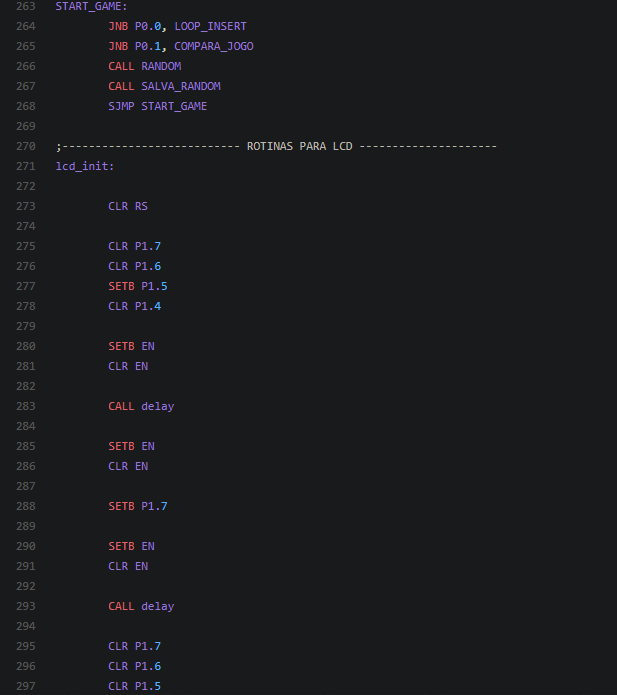 263 START_GAME:
264 JNB P0.0, LOOP_INSERT
265 JNB P0.1, COMPARA_JOGO
266 CALL RANDOM
267 CALL SALVA_RANDOM
268 SJMP START_GAME
269
270 ;--------------------------- ROTINAS PARA LCD ---------------------
271 lcd_init:
272
273 CLR RS
274
275 CLR P1.7
276 CLR P1.6
277 SETB P1.5
278 CLR P1.4
279
280 SETB EN
281 CLR EN
282
283 CALL delay
284
285 SETB EN
286 CLR EN
287
288 SETB P1.7
289
290 SETB EN
291 CLR EN
292
293 CALL delay
294
295 CLR P1.7
296 CLR P1.6
297 CLR P1.5